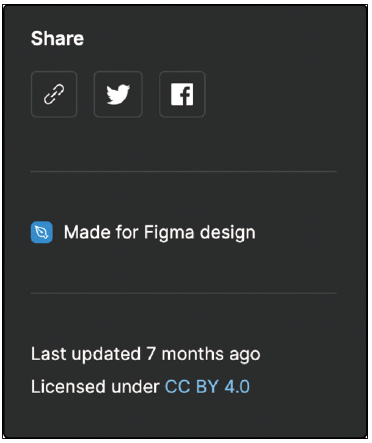 Share
Made for Figma design
Last updated 7 months ago
Licensed under CC BY 4.0